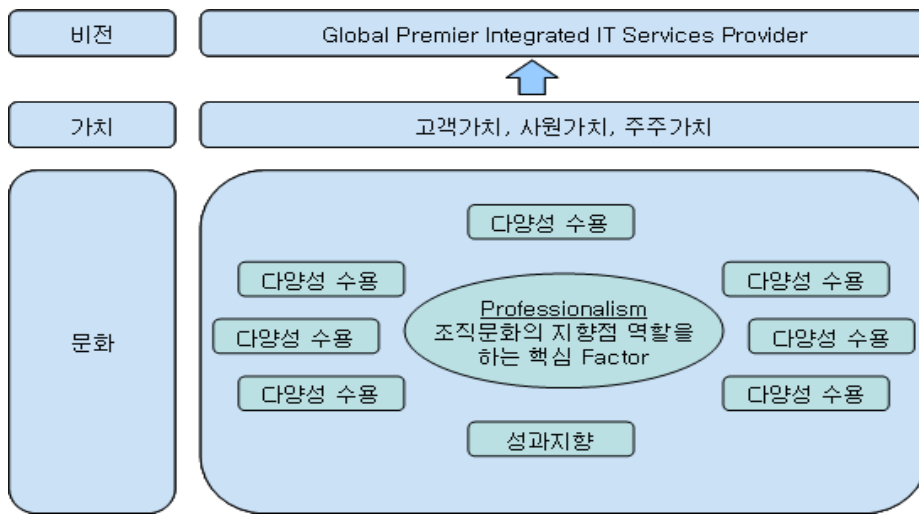 비전
Global Premier Integrated IT Services Provider
가치
고객가치, 사원가치, 주주가치
문화
다양성 수용
다양성 수용
다양성 수용
Professionalism
조직문화의 지향점 역할을
하는 핵심 Factor
다양성 수용
다양성 수용
다양성 수용
다양성 수용
성과지향